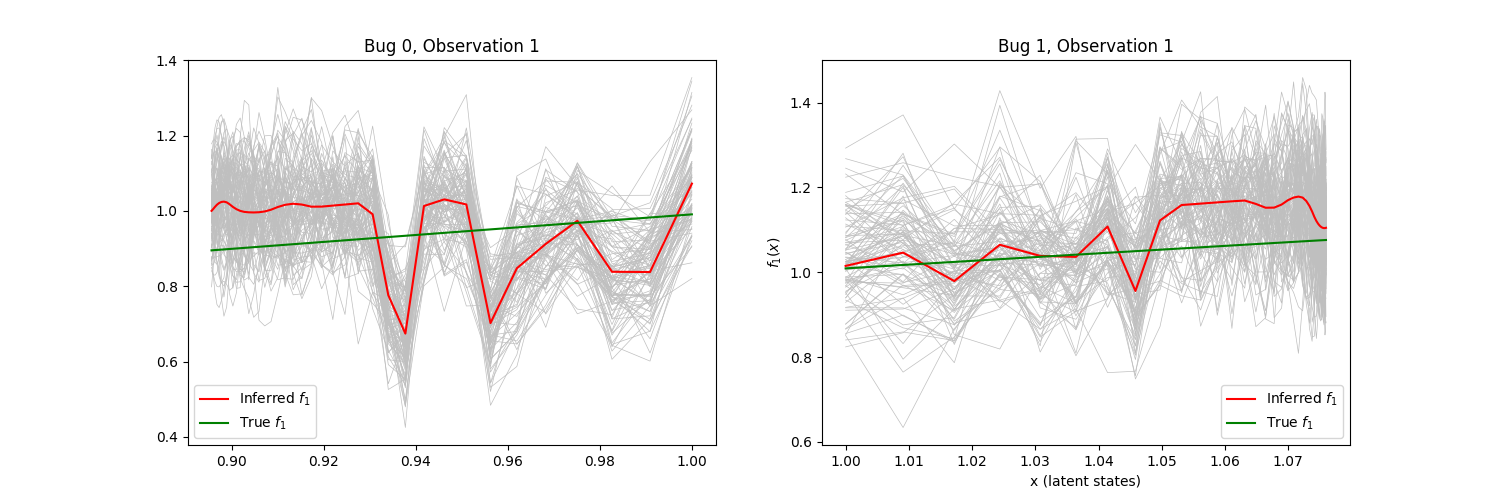 Bug 0, Observation 1
1.4
1.2
1.0
0.8
0.6
0.4
0.90 0.92 0.94 0.96 0.98 1.00
Inferred f₁
True f₁
Bug 1, Observation 1
f₁(x)
1.4
1.2
1.0
0.8
0.6
1.00 1.01 1.02 1.03 1.04 1.05 1.06 1.07
x (latent states)
Inferred f₁
True f₁